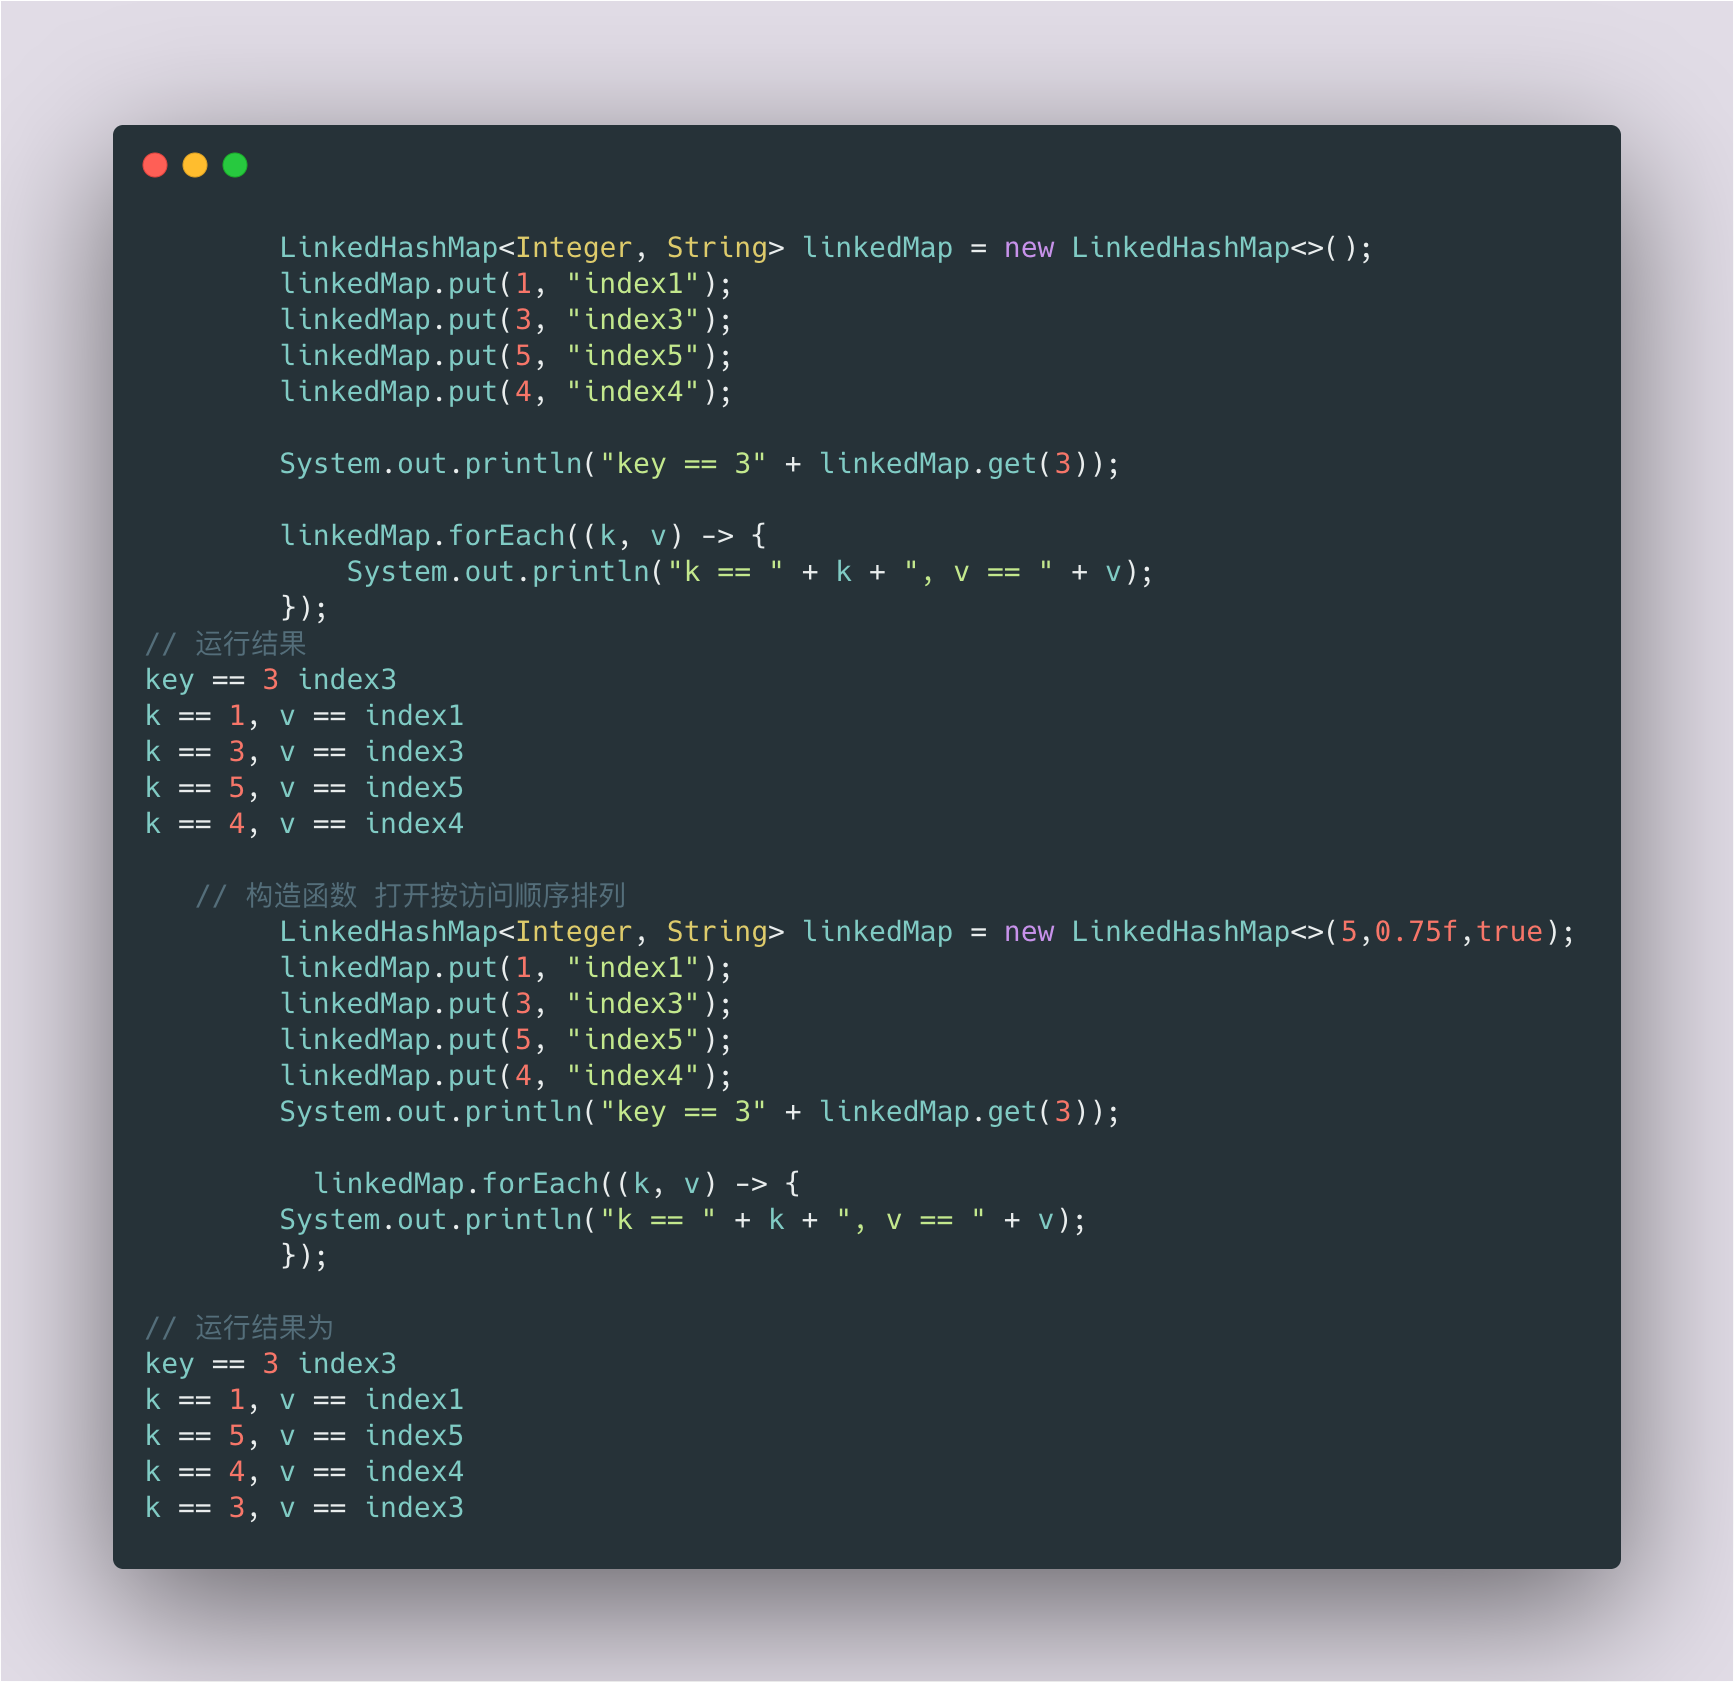 LinkedHashMap<Integer, String> linkedMap = new LinkedHashMap<>();
linkedMap.put(1, "index1");
linkedMap.put(3, "index3");
linkedMap.put(5, "index5");
linkedMap.put(4, "index4");
System.out.println("key == 3" + linkedMap.get(3));
linkedMap.forEach((k, v) -> {
System.out.println("k == " + k + ", v == " + v);
});
// 运行结果
key == 3 index3
k == 1, v == index1
k == 3, v == index3
k == 5, v == index5
k == 4, v == index4
// 构造函数 打开按访问顺序排列
LinkedHashMap<Integer, String> linkedMap = new LinkedHashMap<>(5,0.75f,true);
linkedMap.put(1, "index1");
linkedMap.put(3, "index3");
linkedMap.put(5, "index5");
linkedMap.put(4, "index4");
System.out.println("key == 3" + linkedMap.get(3));
linkedMap.forEach((k, v) -> {
System.out.println("k == " + k + ", v == " + v);
});
// 运行结果为
key == 3 index3
k == 1, v == index1
k == 5, v == index5
k == 4, v == index4
k == 3, v == index3